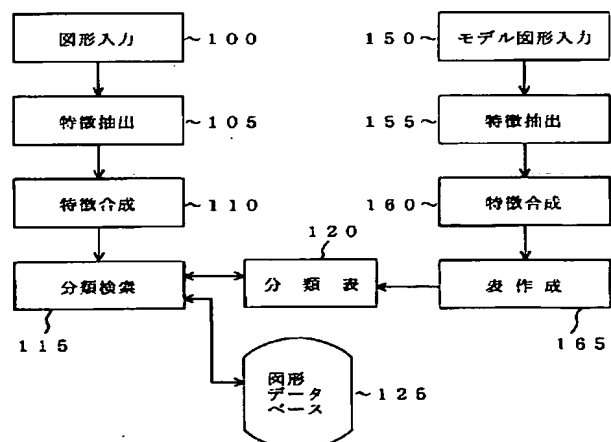 図形入力 ～100
150～ モデル図形入力
特徴抽出 ～105
155～ 特徴抽出
特徴合成 ～110
160～ 特徴合成
120
分類検索
分類表
表作成
115
165
図形
データ
ベース
～125